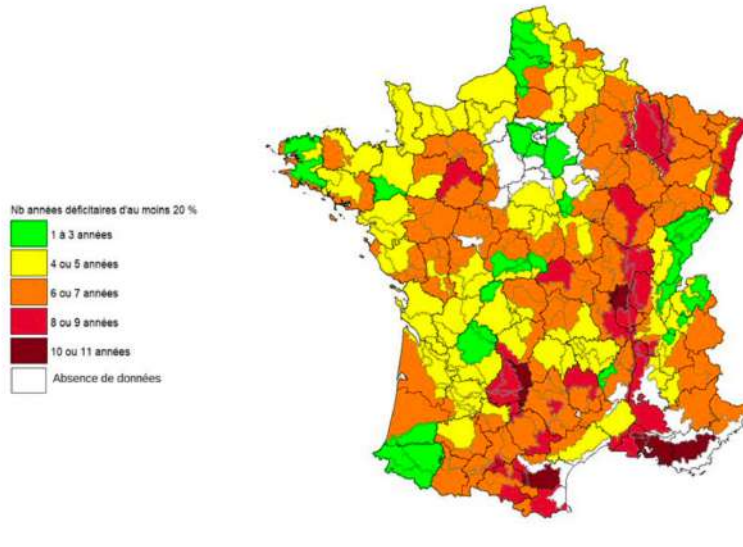 Nb années déficitaires d'au moins 20 %
1 à 3 années
4 ou 5 années
6 ou 7 années
8 ou 9 années
10 ou 11 années
Absence de données